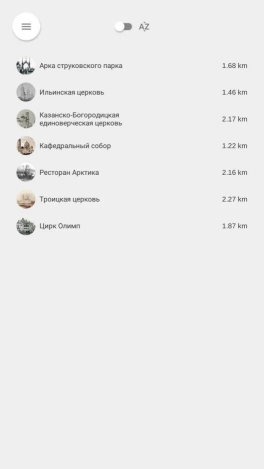 AZ
Арка струковского парка 1.68 km
Ильинская церковь 1.46 km
Казанско-Богородицкая
единоверческая церковь 2.17 km
Кафедральный собор 1.22 km
Ресторан Арктика 2.16 km
Троицкая церковь 2.27 km
Цирк Олимп 1.87 km